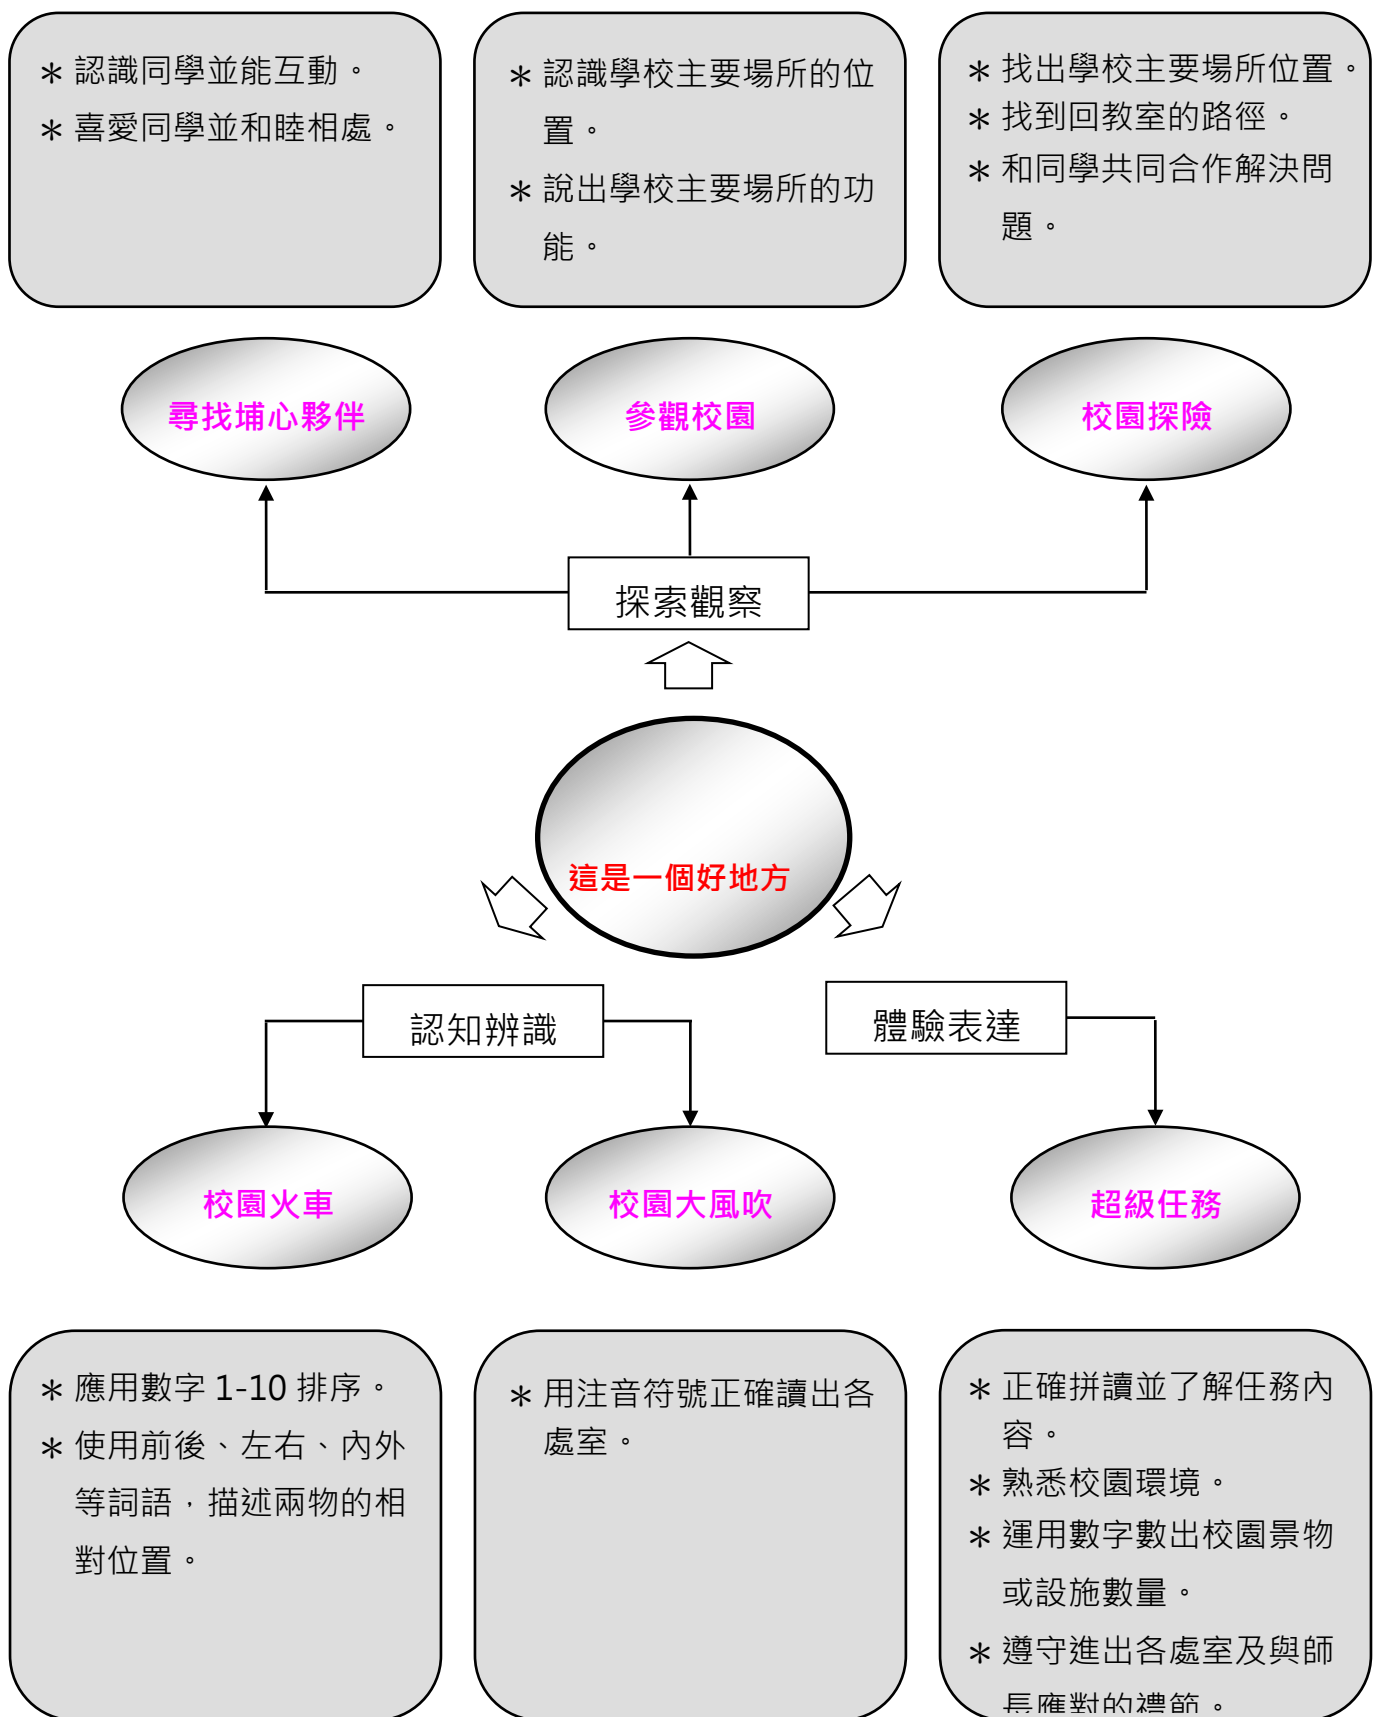 ＊ 認識同學並能互動。
＊ 喜愛同學並和睦相處。
＊ 認識學校主要場所的位
置。
＊ 說出學校主要場所的功
能。
＊ 找出學校主要場所位置。
＊ 找到回教室的路徑。
＊ 和同學共同合作解決問
題。
尋找埔心夥伴
參觀校園
校園探險
探索觀察
這是一個好地方
認知辨識
體驗表達
校園火車
校園大風吹
超級任務
＊ 應用數字 1-10 排序。
＊ 使用前後、左右、內外
等詞語，描述兩物的相
對位置。
＊ 用注音符號正確讀出各
處室。
＊ 正確拼讀並了解任務內
容。
＊ 熟悉校園環境。
＊ 運用數字數出校園景物
或設施數量。
＊ 遵守進出各處室及與師
長應對的禮節。